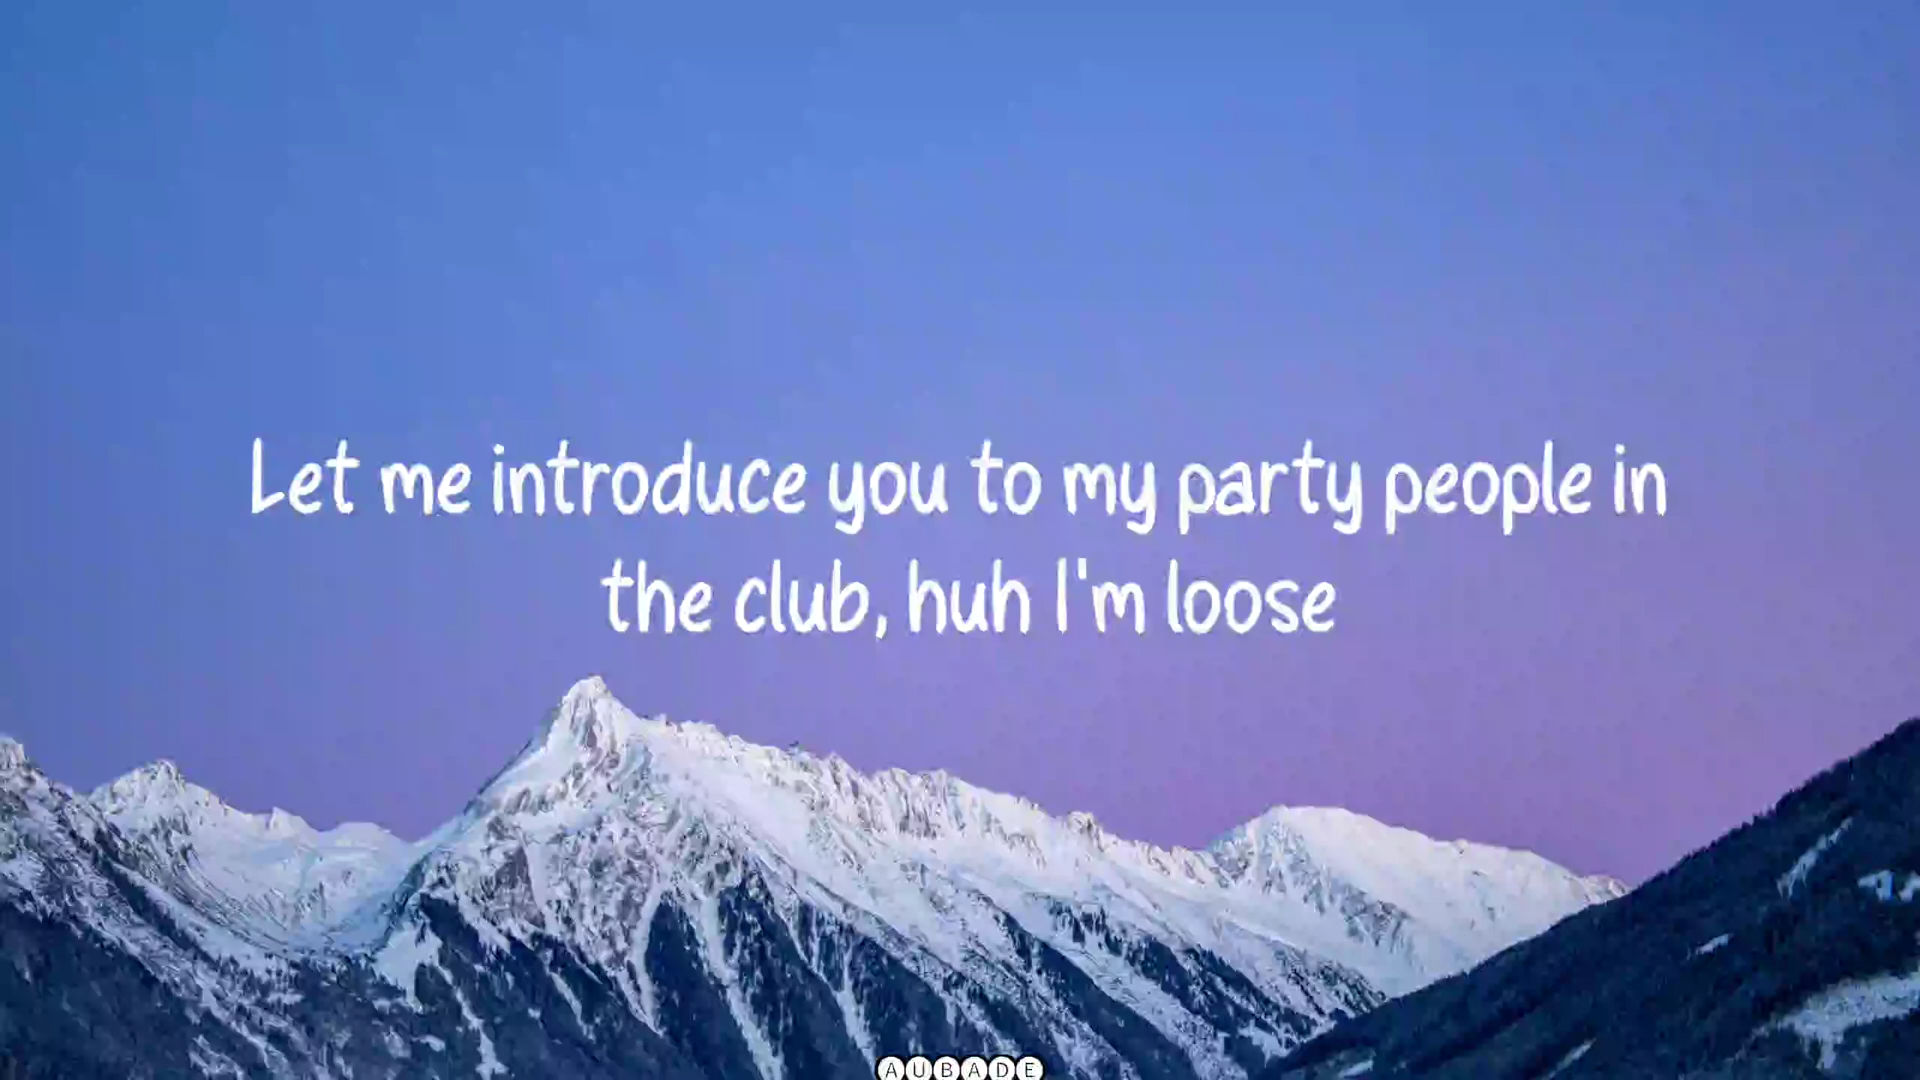 Let me introduce you to my party people in
the club, huh I'm loose
AUBADE